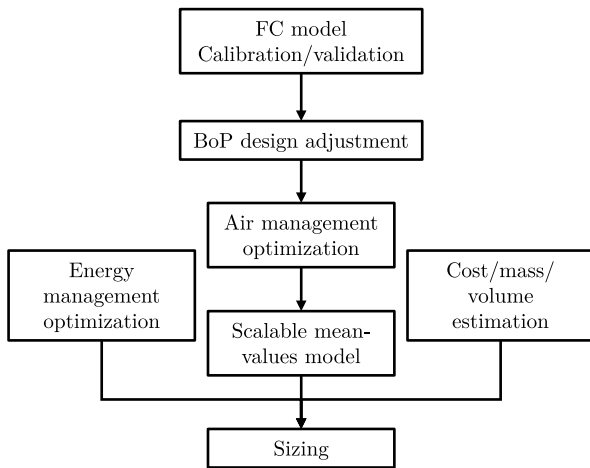 FC model
Calibration/validation
BoP design adjustment
Air management
optimization
Energy
management
optimization
Cost/mass/
volume
estimation
Scalable mean-
values model
Sizing